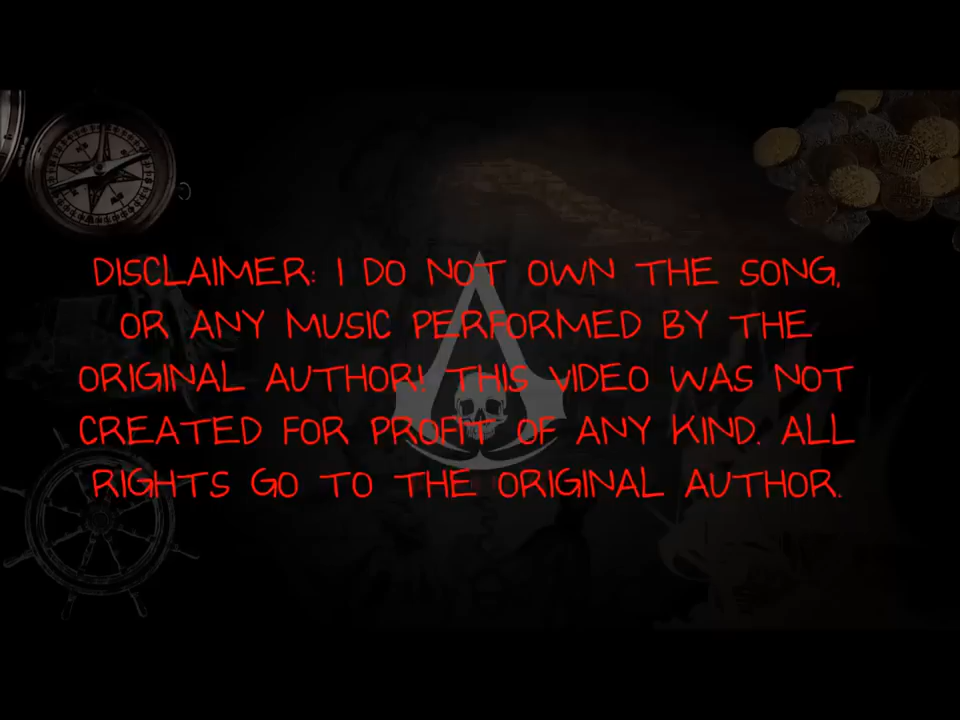 DISCLAIMER: I DO NOT OWN THE SONG,
OR ANY MUSIC PERFORMED BY THE
ORIGINAL AUTHOR! THIS VIDEO WAS NOT
CREATED FOR PROFIT OF ANY KIND. ALL
RIGHTS GO TO THE ORIGINAL AUTHOR.